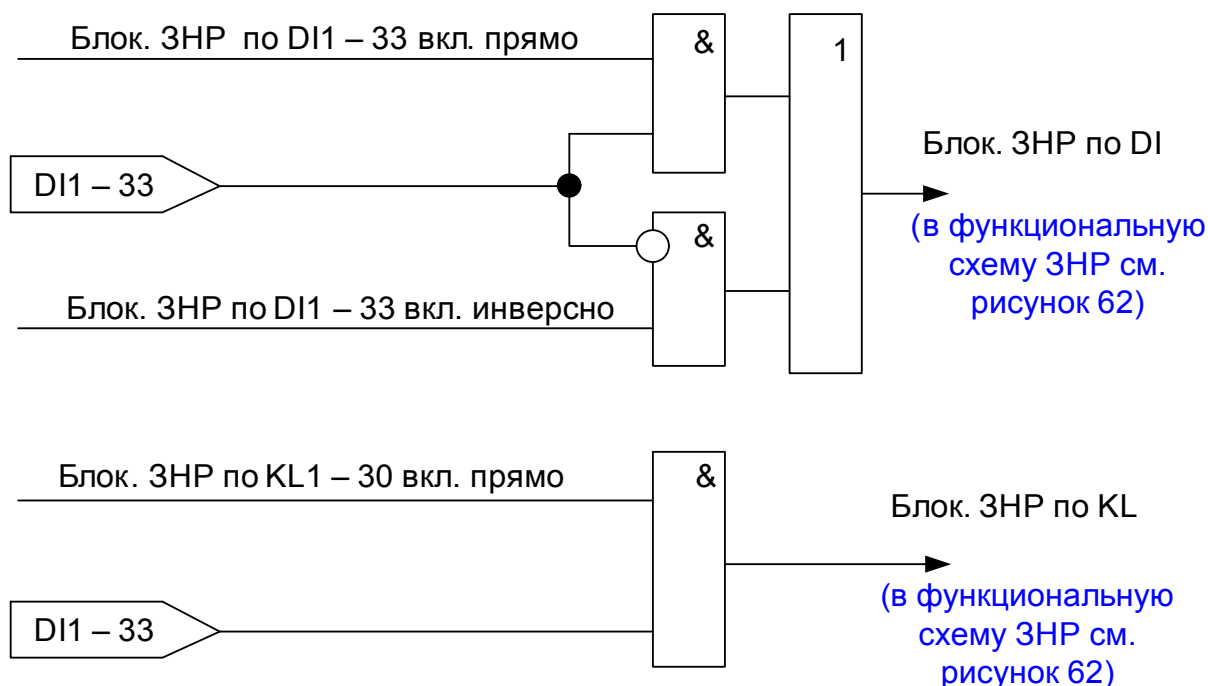 Блок. ЗНР по DI1 – 33 вкл. прямо
&
1
Блок. ЗНР по DI
DI1 – 33
(в функциональную
схему ЗНР см.
рисунок 62)
&
Блок. ЗНР по DI1 – 33 вкл. инверсно
Блок. ЗНР по KL1 – 30 вкл. прямо
&
Блок. ЗНР по KL
(в функциональную
схему ЗНР см.
рисунок 62)
DI1 – 33